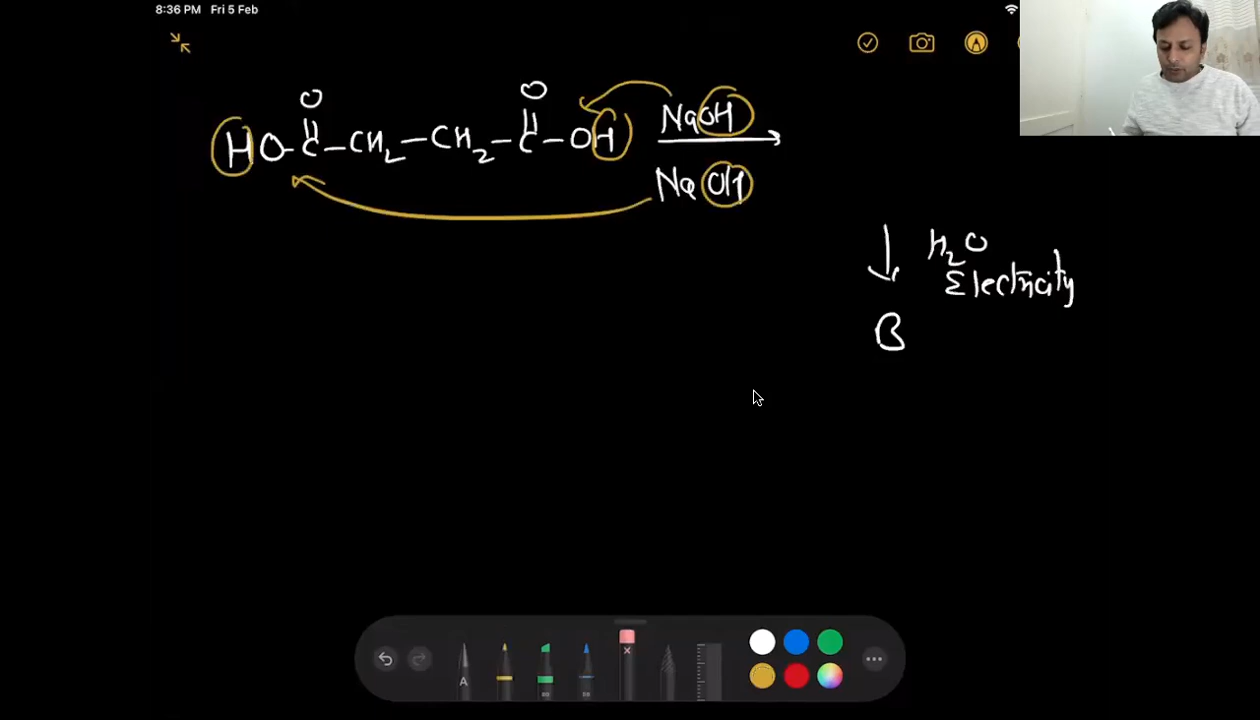 8:36 PM Fri 5 Feb
O O
HO-C-CH2-CH2-C-OH NaOH
NaOH
H2O
Electricity
B
A